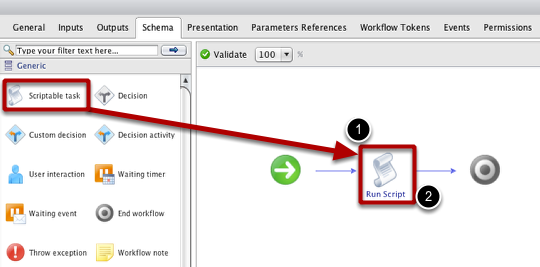 General Inputs Outputs Schema Presentation Parameters References Workflow Tokens Events Permissions
Type your filter text here...
Validate 100 %
Generic
Scriptable task Decision
Custom decision Decision activity
User interaction Waiting timer
Waiting event End workflow
Throw exception Workflow note
1
Run Script
2